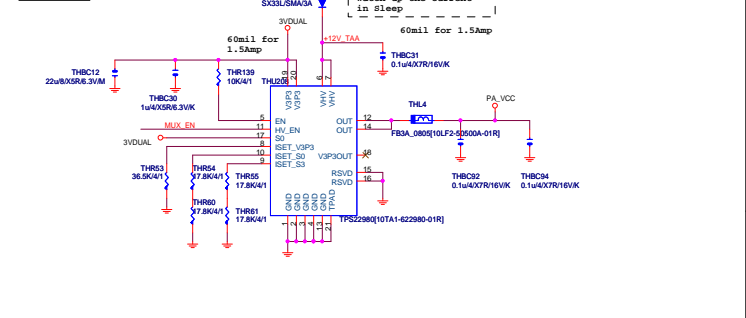 SX33L/SMA/3A
in Sleep
3VDUAL
60mil for
1.5Amp
+12V_TAA
60mil for 1.5Amp
THBC31
0.1u/4/X7R/16V/K
THBC12
22u/8/X5R/6.3V/M
THBC30
1u/4/X5R/6.3V/K
THR139
10K/4/1
20
6
7
V3P3
V3P3
VHV
VHV
THL4
FB3A_0805[10LF2-50500A-01R]
PA_VCC
MUX_EN
3VDUAL
5
11
17
8
10
9
EN
HV_EN
S0
ISET_V3P3
ISET_S0
ISET_S3
OUT
OUT
V3P3OUT
RSVD
RSVD
12
14
18
15
16
THBC92
0.1u/4/X7R/16V/K
THBC94
0.1u/4/X7R/16V/K
THR53
36.5K/4/1
THR54
17.8K/4/1
THR55
17.8K/4/1
THR60
17.8K/4/1
THR61
17.8K/4/1
GND
GND
GND
GND
GND
TPAD
1
2
3
4
13
21
TPS22980[10TA1-622980-01R]